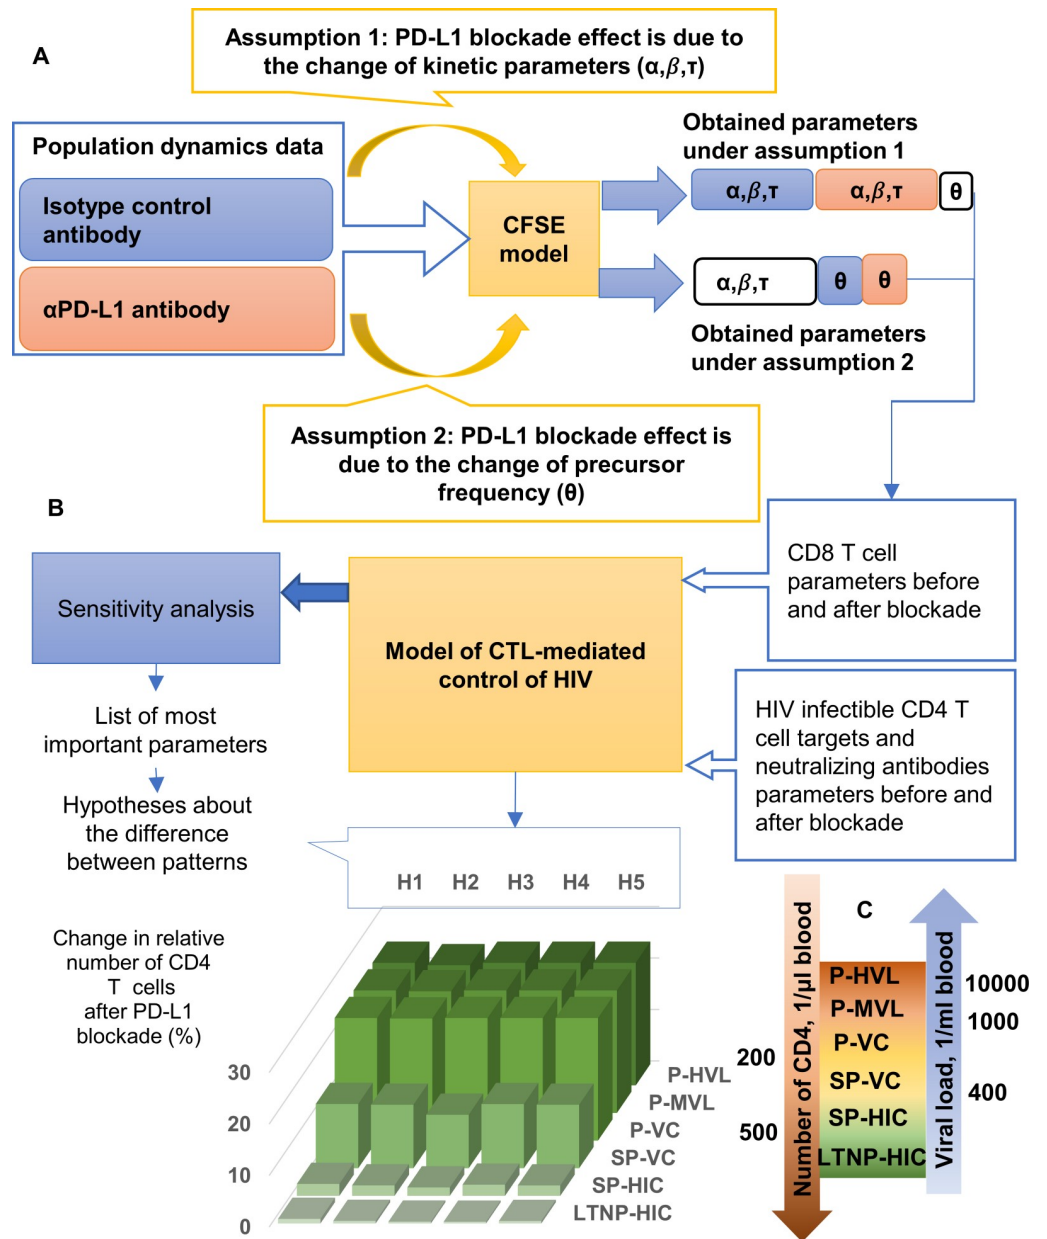 A
Assumption 1: PD-L1 blockade effect is due to
the change of kinetic parameters (α,β,τ)
Population dynamics data
Isotype control
antibody
αPD-L1 antibody
CFSE
model
Obtained parameters
under assumption 1
α,β,τ
α,β,τ
θ
α,β,τ
θ
θ
Obtained parameters
under assumption 2
Assumption 2: PD-L1 blockade effect is
due to the change of precursor
frequency (θ)
B
Sensitivity analysis
List of most
important parameters
Hypotheses about
the difference
between patterns
Model of CTL-mediated
control of HIV
CD8 T cell
parameters before
and after blockade
HIV infectible CD4 T
cell targets and
neutralizing antibodies
parameters before and
after blockade
H1 H2 H3 H4 H5
Change in relative
number of CD4
T cells
after PD-L1
blockade (%)
30
20
10
0
P-HVL
P-MVL
P-VC
SP-VC
SP-HIC
LTNP-HIC
C
Number of CD4, 1/µl blood
200
500
P-HVL
P-MVL
P-VC
SP-VC
SP-HIC
LTNP-HIC
Viral load, 1/ml blood
10000
1000
400